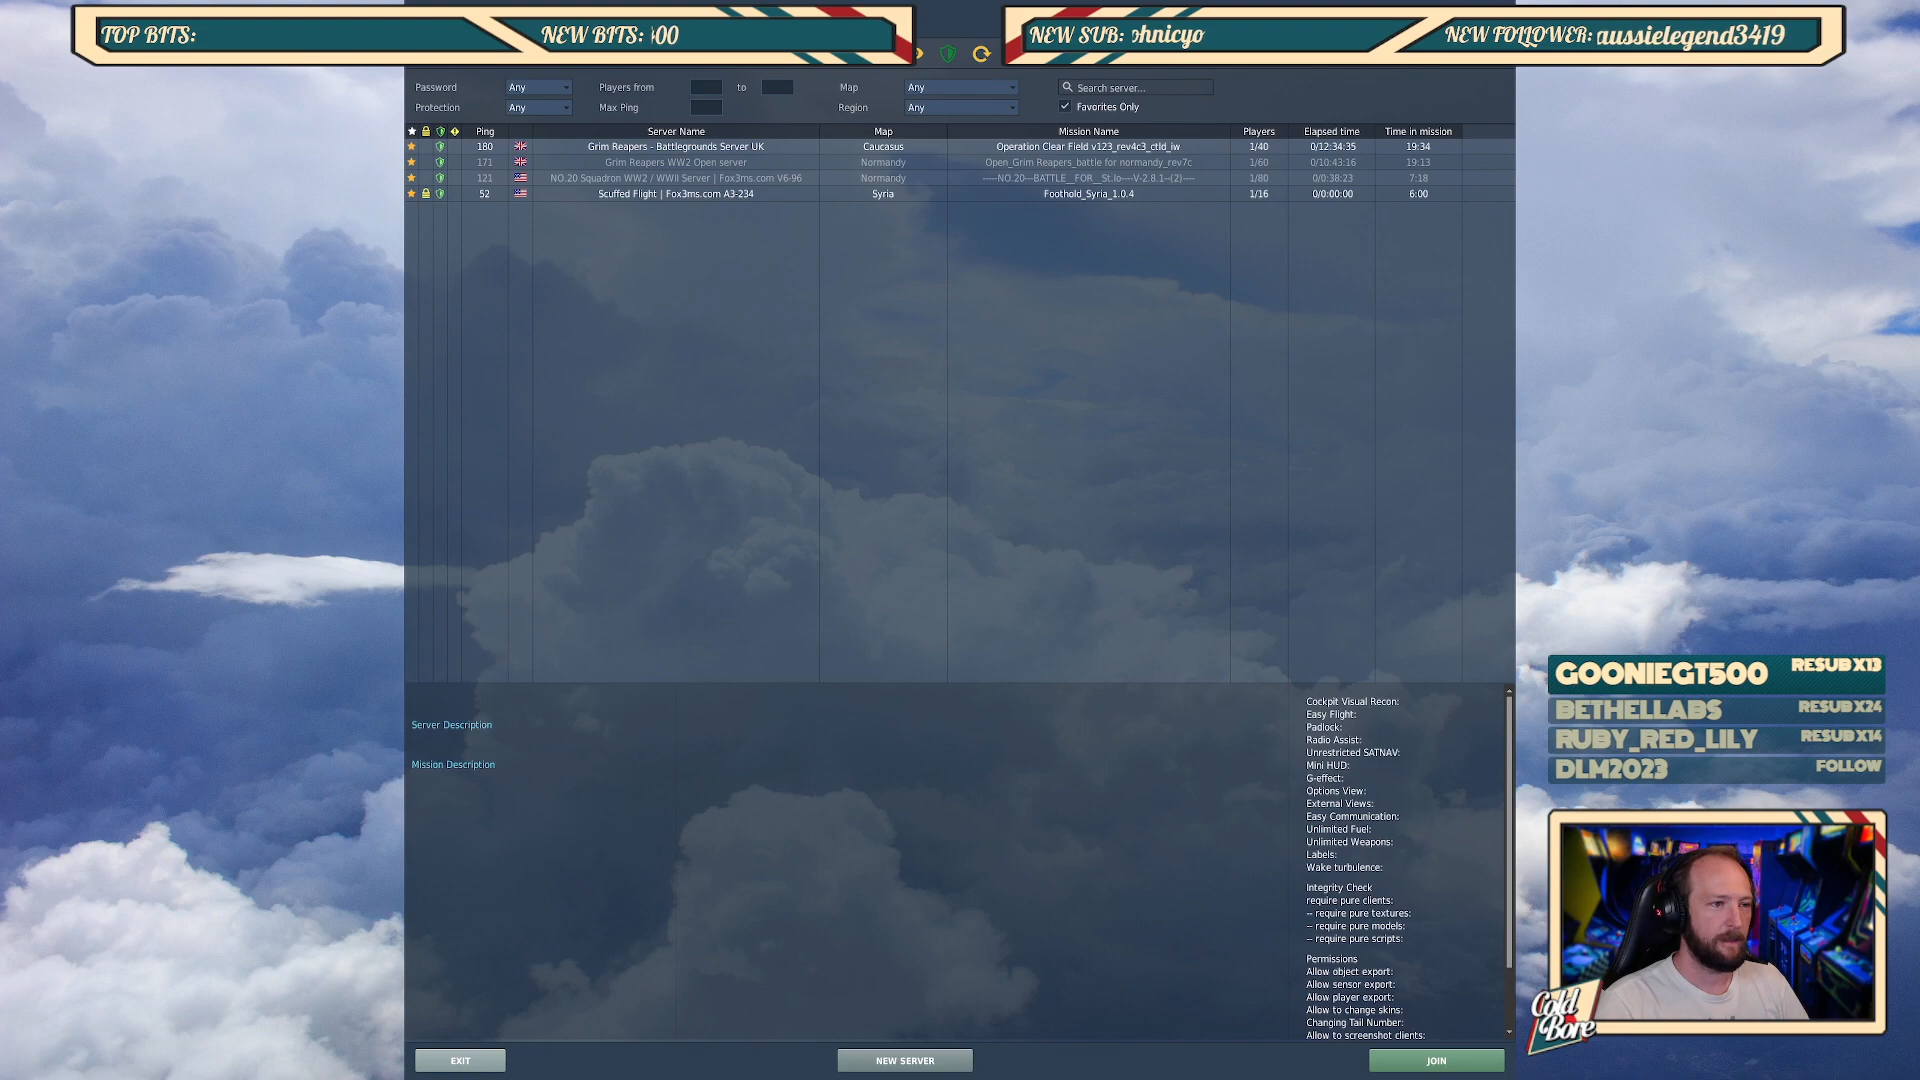 TOP BITS:
NEW BITS: 00
NEW SUB: ohnicyo
NEW FOLLOWER: aussielegend3419
Password Any Players from to Map Any Search server...
Protection Any Max Ping Region Any Favorites Only
Ping Server Name Map Mission Name Players Elapsed time Time in mission
180 Grim Reapers - Battlegrounds Server UK Caucasus Operation Clear Field v123_rev4c3_ctld_iw 1/40 0/12:34:35 19:34
171 Grim Reapers WW2 Open server Normandy Open_Grim Reapers_battle for normandy_rev7c 1/60 0/10:43:16 19:13
121 NO.20 Squadron WW2 / WWII Server | Fox3ms.com V6-96 Normandy ----NO.20---BATTLE__FOR__St.lo----V-2.8.1--(2)---- 1/80 0/0:38:23 7:18
52 Scuffed Flight | Fox3ms.com A3-234 Syria Foothold_Syria_1.0.4 1/16 0/0:00:00 6:00
Server Description
Mission Description
Cockpit Visual Recon:
Easy Flight:
Padlock:
Radio Assist:
Unrestricted SATNAV:
Mini HUD:
G-effect:
Options View:
External Views:
Easy Communication:
Unlimited Fuel:
Unlimited Weapons:
Labels:
Wake turbulence:
Integrity Check
require pure clients:
-- require pure textures:
-- require pure models:
-- require pure scripts:
Permissions
Allow object export:
Allow sensor export:
Allow player export:
Allow to change skins:
Changing Tail Number:
Allow to screenshot clients:
GOONIEGT500 RESUB X13
BETHELLABS RESUB X24
RUBY_RED_LILY RESUB X14
DLM2023 FOLLOW
Cold
Bore
EXIT
NEW SERVER
JOIN